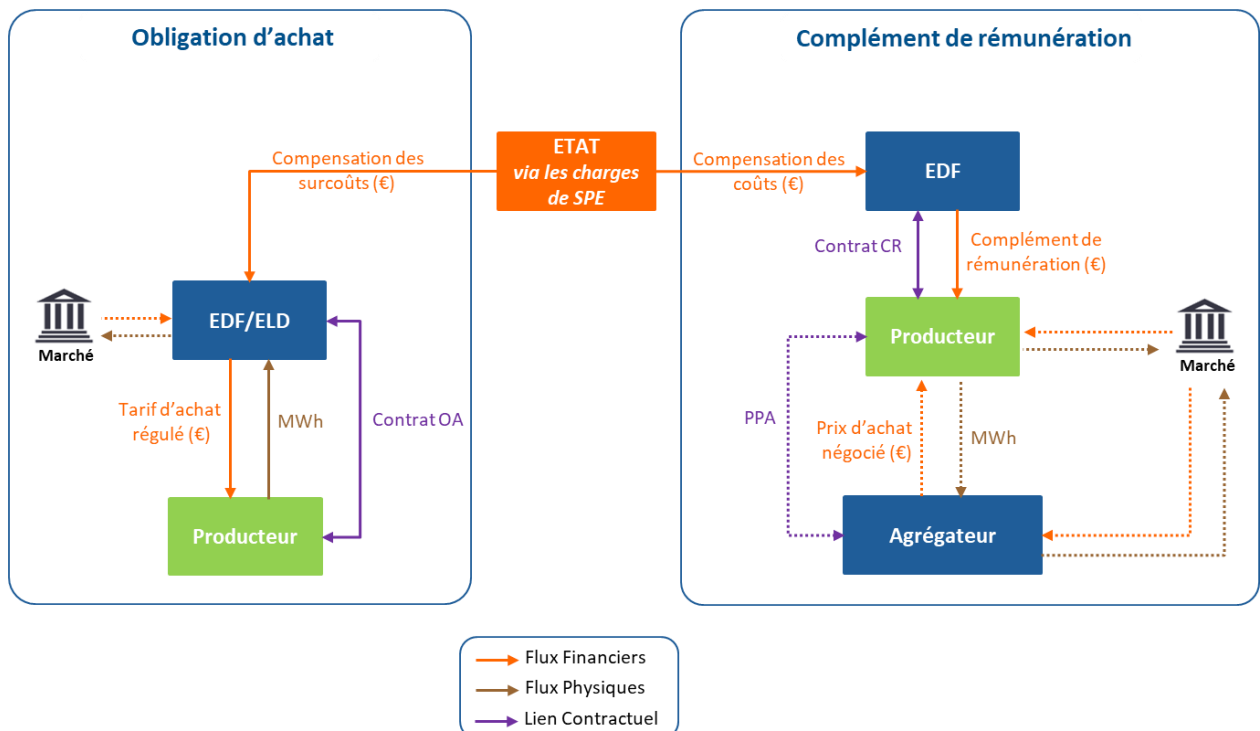 Obligation d’achat
Complément de rémunération
ETAT
via les charges
de SPE
Compensation des
surcoûts (€)
Compensation des
coûts (€)
EDF
Contrat CR
Complément de
rémunération (€)
Marché
EDF/ELD
Producteur
Marché
Tarif d’achat
régulé (€)
MWh
Contrat OA
PPA
Prix d’achat
négocié (€)
MWh
Producteur
Agrégateur
Flux Financiers
Flux Physiques
Lien Contractuel